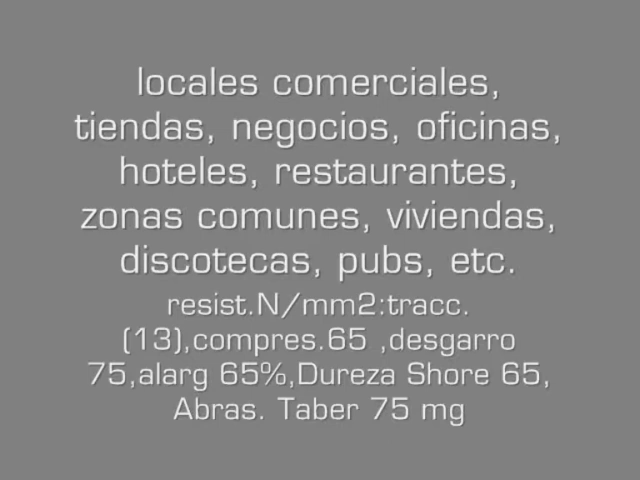 locales comerciales,
tiendas, negocios, oficinas,
hoteles, restaurantes,
zonas comunes, viviendas,
discotecas, pubs, etc.
resist.N/mm2:tracc.
(13),compres.65 ,desgarro
75,alarg 65%,Dureza Shore 65,
Abras. Taber 75 mg